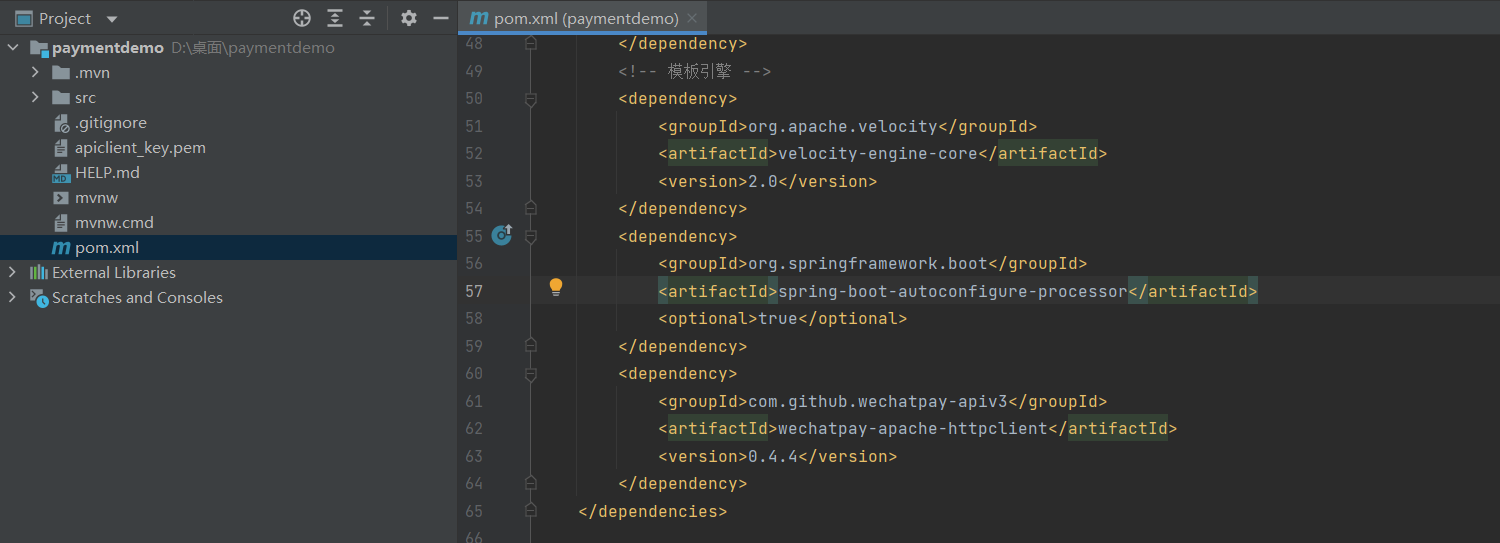 Project
pom.xml (paymentdemo)
paymentdemo D:\桌面\paymentdemo
.mvn
src
.gitignore
apiclient_key.pem
MD HELP.md
mvnw
mvnw.cmd
m pom.xml
External Libraries
Scratches and Consoles
48 </dependency>
49 <!-- 模板引擎 -->
50 <dependency>
51 <groupId>org.apache.velocity</groupId>
52 <artifactId>velocity-engine-core</artifactId>
53 <version>2.0</version>
54 </dependency>
55 <dependency>
56 <groupId>org.springframework.boot</groupId>
57 <artifactId>spring-boot-autoconfigure-processor</artifactId>
58 <optional>true</optional>
59 </dependency>
60 <dependency>
61 <groupId>com.github.wechatpay-apiv3</groupId>
62 <artifactId>wechatpay-apache-httpclient</artifactId>
63 <version>0.4.4</version>
64 </dependency>
65 </dependencies>
66